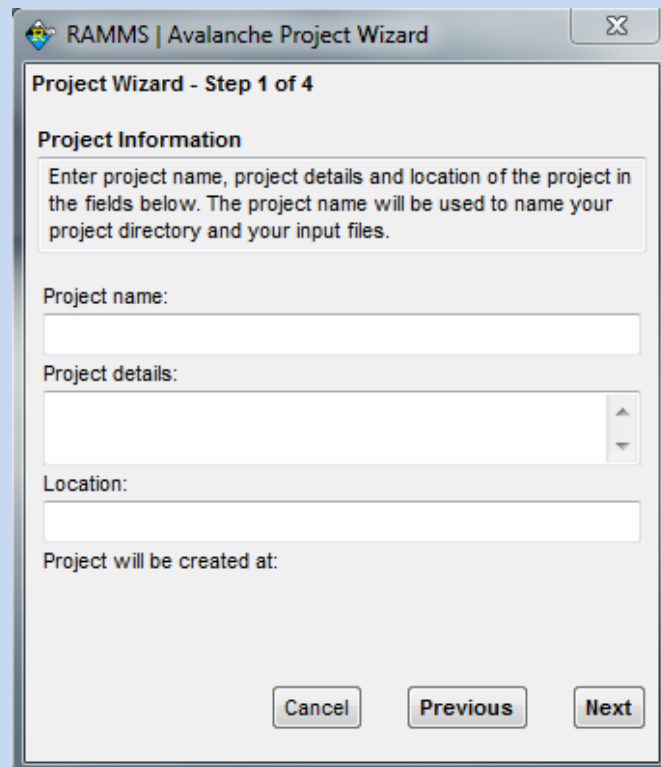 RAMMS | Avalanche Project Wizard
Project Wizard - Step 1 of 4
Project Information
Enter project name, project details and location of the project in
the fields below. The project name will be used to name your
project directory and your input files.
Project name:
Project details:
Location:
Project will be created at:
Cancel Previous Next